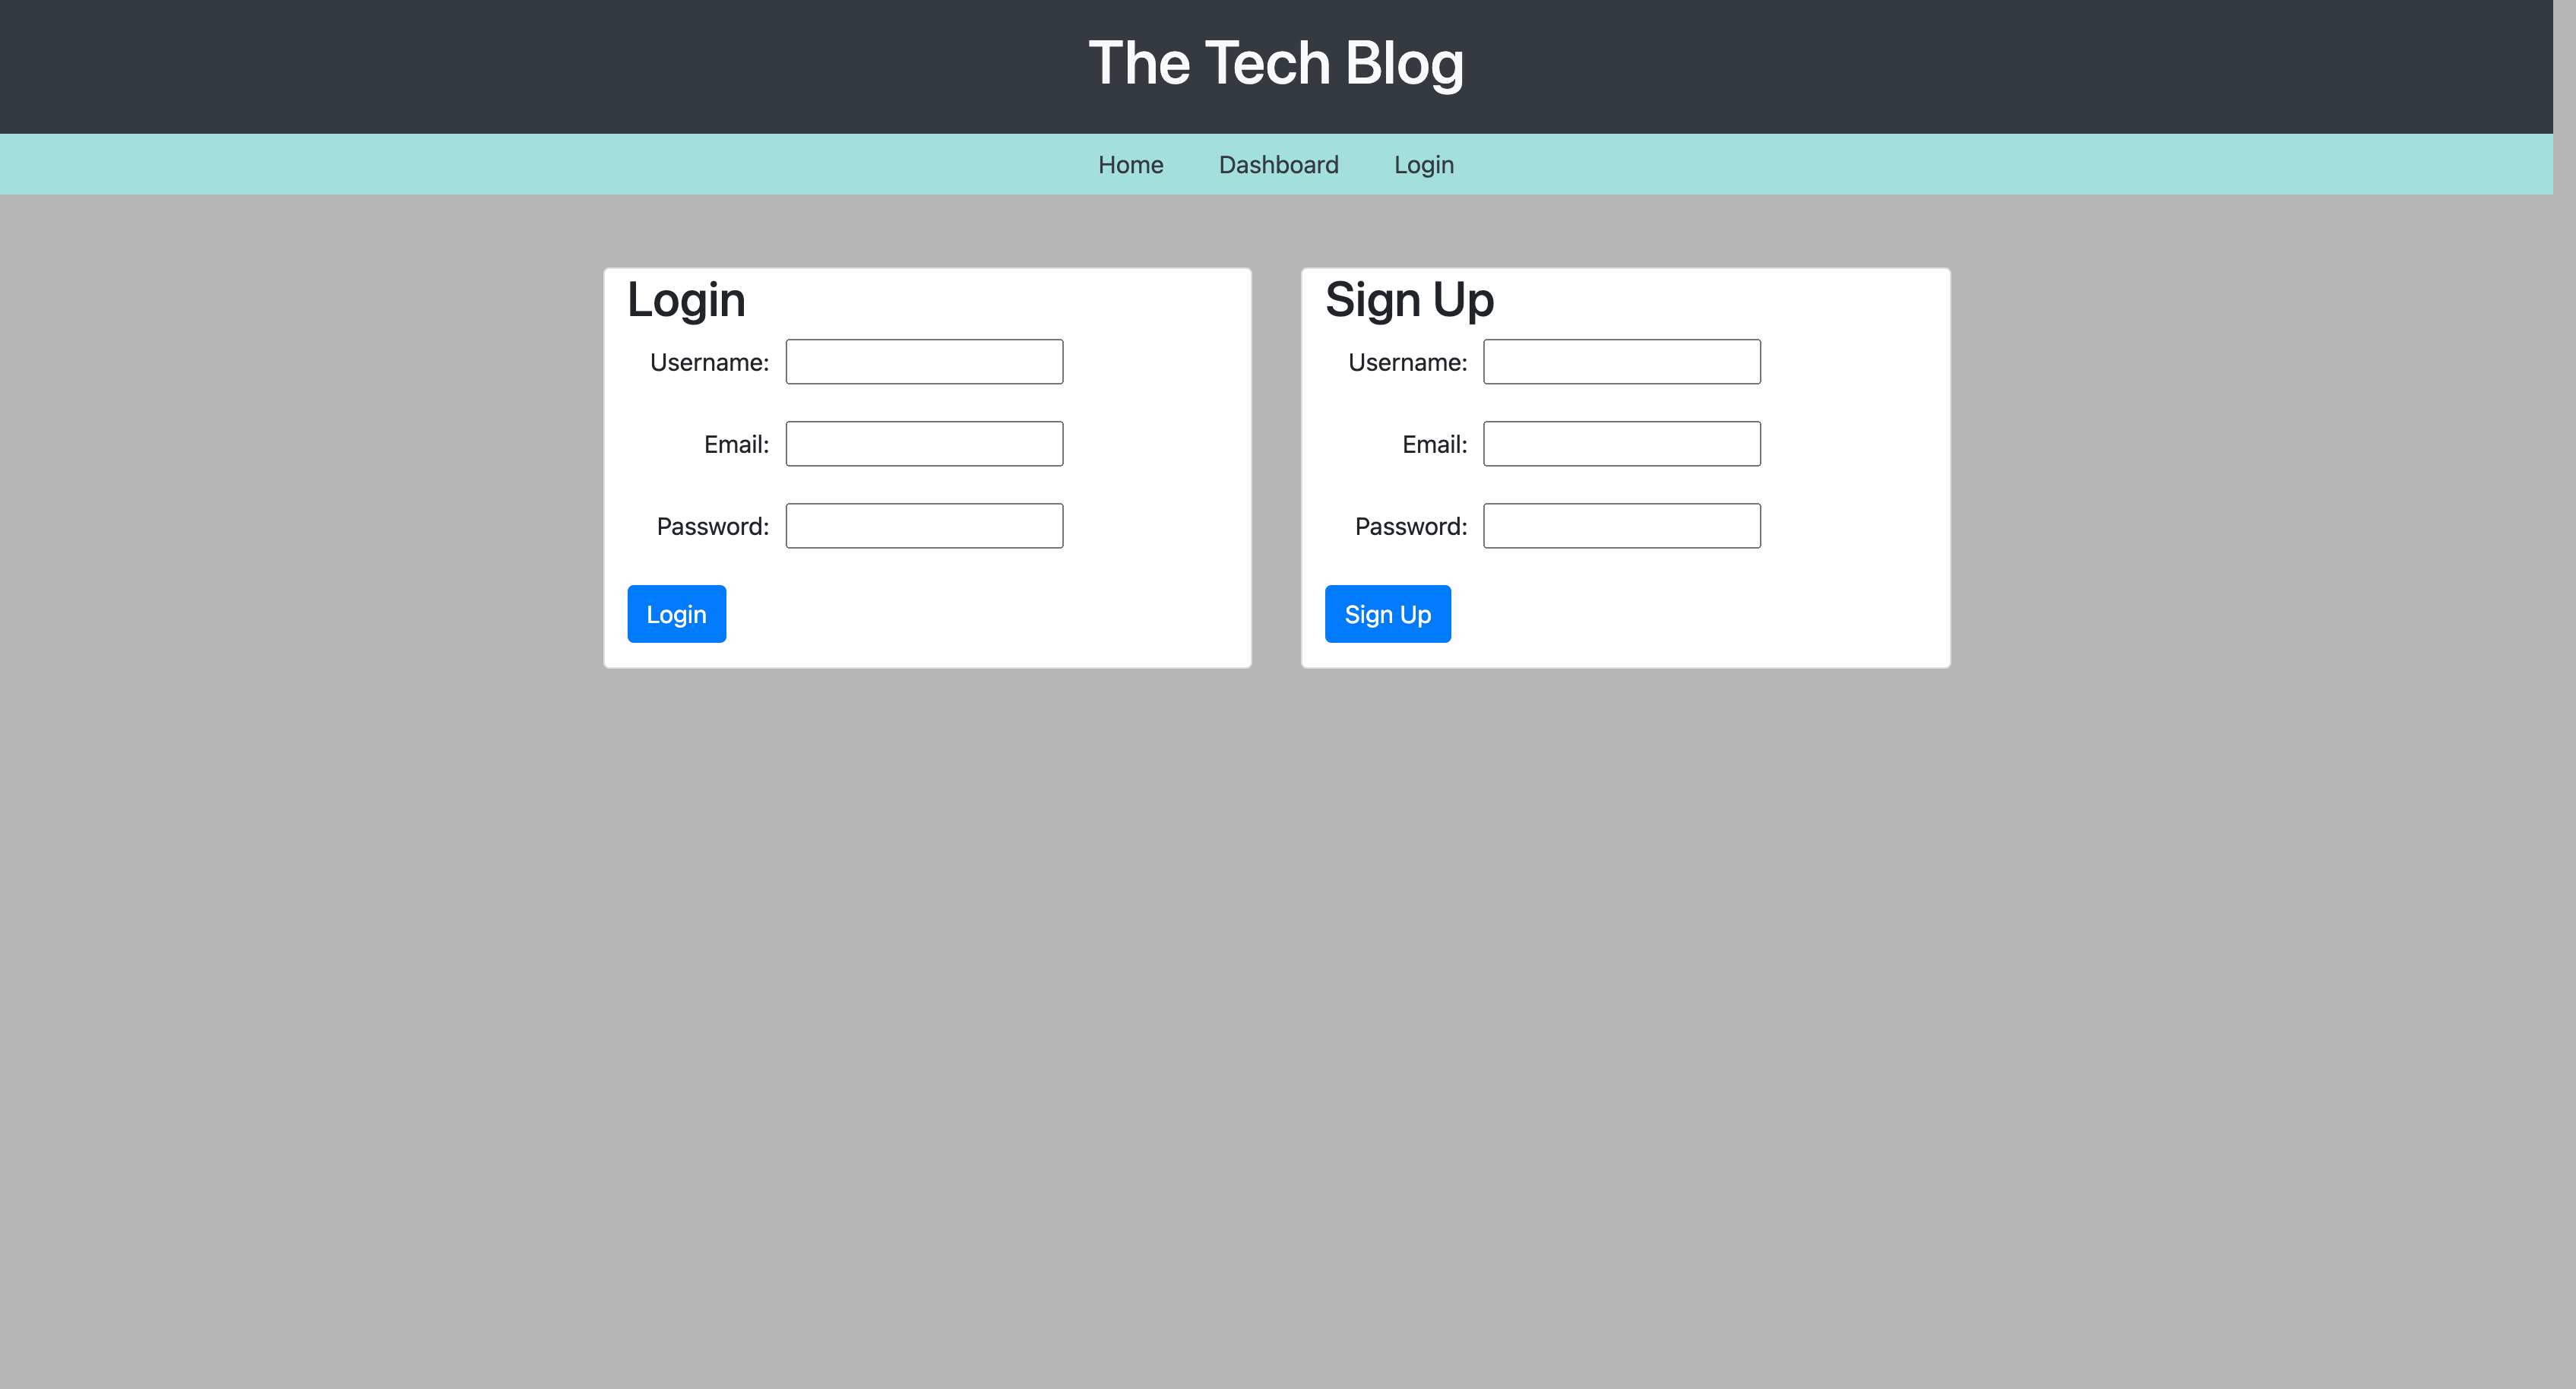 The Tech Blog
Home Dashboard Login
Login
Username:
Email:
Password:
Login
Sign Up
Username:
Email:
Password:
Sign Up